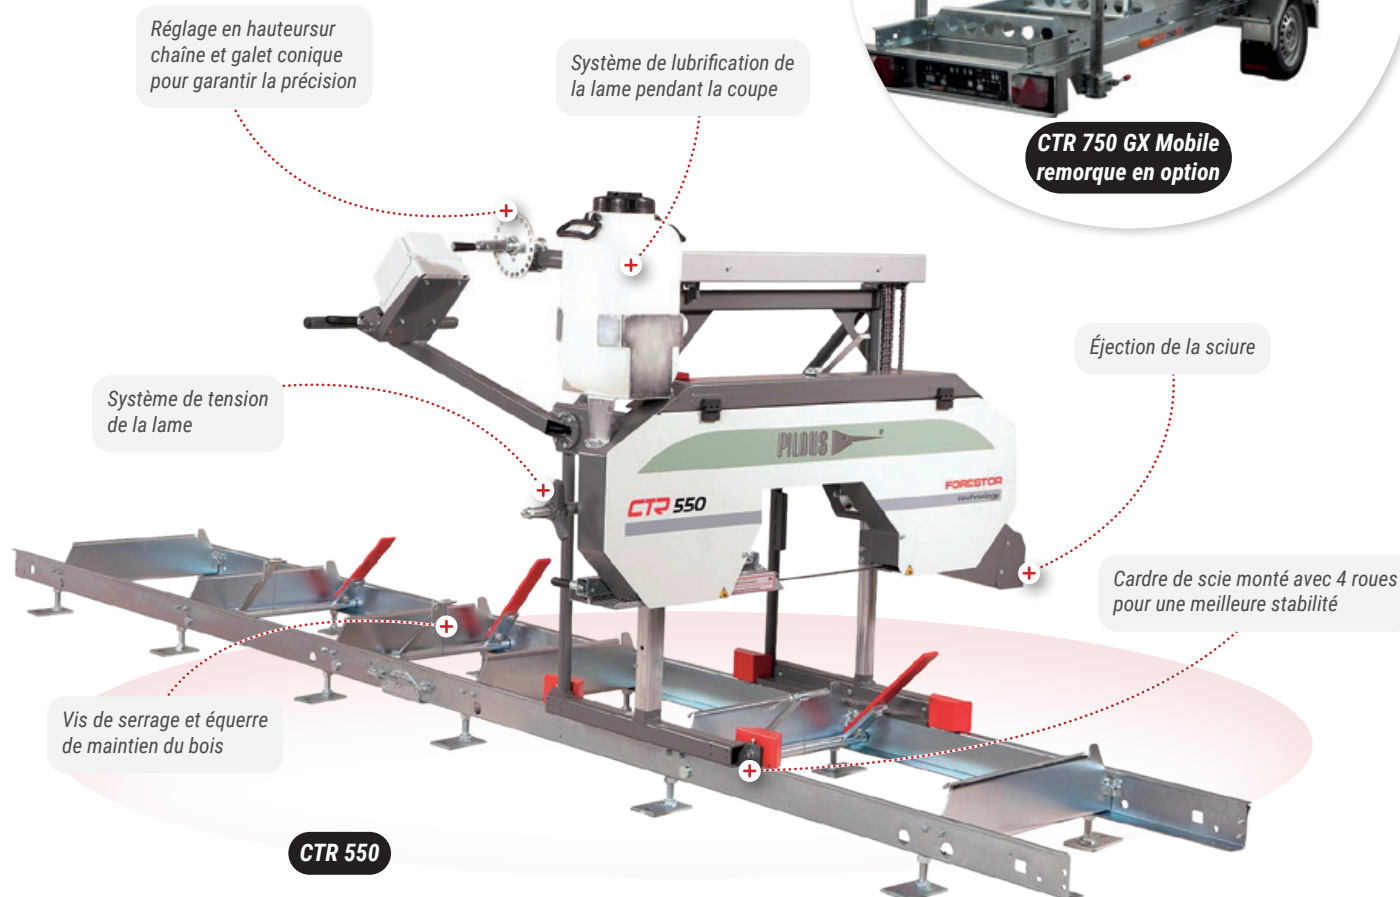 Réglage en hauteursur
chaîne et galet conique
pour garantir la précision
Système de lubrification de
la lame pendant la coupe
CTR 750 GX Mobile
remorque en option
Éjection de la sciure
Système de tension
de la lame
PILOUS
CTR 550
FORESTOR
technology
Cardre de scie monté avec 4 roues
pour une meilleure stabilité
Vis de serrage et équerre
de maintien du bois
CTR 550